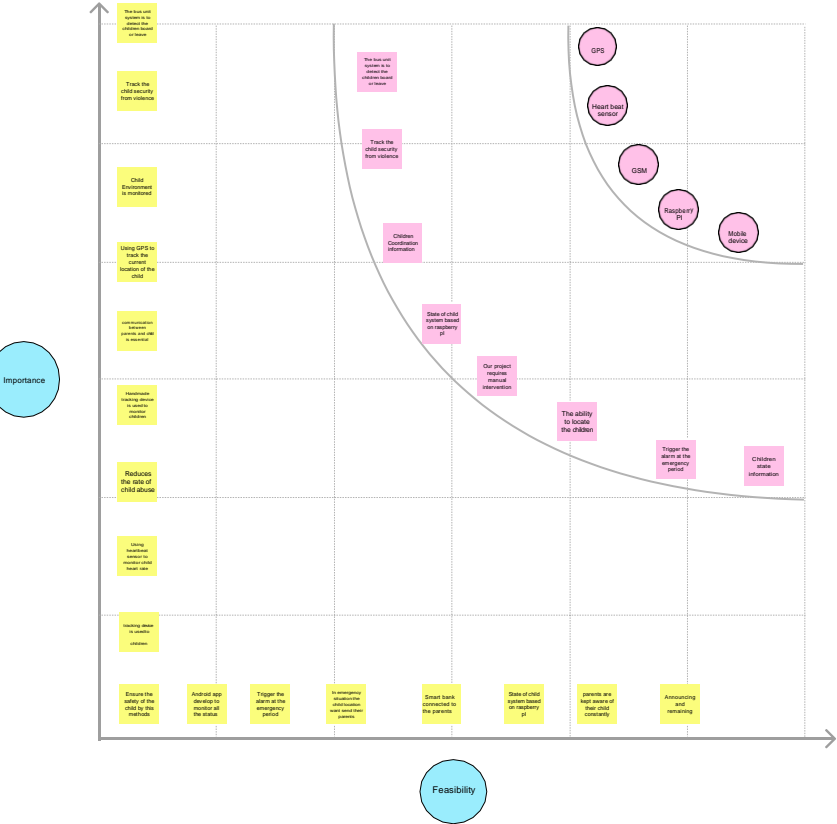 The bus unit
system is to
detect the
children board
or leave
Track the
child security
from violence
Child
Environment
is monitored
Using GPS to
track the
current
location of the
child
communication
between
parents and child
is essential
Handmade
tracking device
is used to
monitor
children
Reduces
the rate of
child abuse
Using
heartbeat
sensor to
monitor child
heart rate
tracking device
is used to
children
Importance
The bus unit
system is to
detect the
children board
or leave
Track the
child security
from violence
Children
Coordination
information
State of child
system based
on raspberry
pi
Our project
requires
manual
intervention
The ability
to locate
the children
Trigger the
alarm at the
emergency
period
Children
state
information
GPS
Heart beat
sensor
GSM
Raspberry
PI
Mobile
device
Ensure the
safety of the
child by this
methods
Android app
develop to
monitor all
the status
Trigger the
alarm at the
emergency
period
In emergency
situation the
child location
want send their
parents
Smart bank
connected to
the parents
State of child
system based
on raspberry
pi
parents are
kept aware of
their child
constantly
Announcing
and
remaining
Feasibility